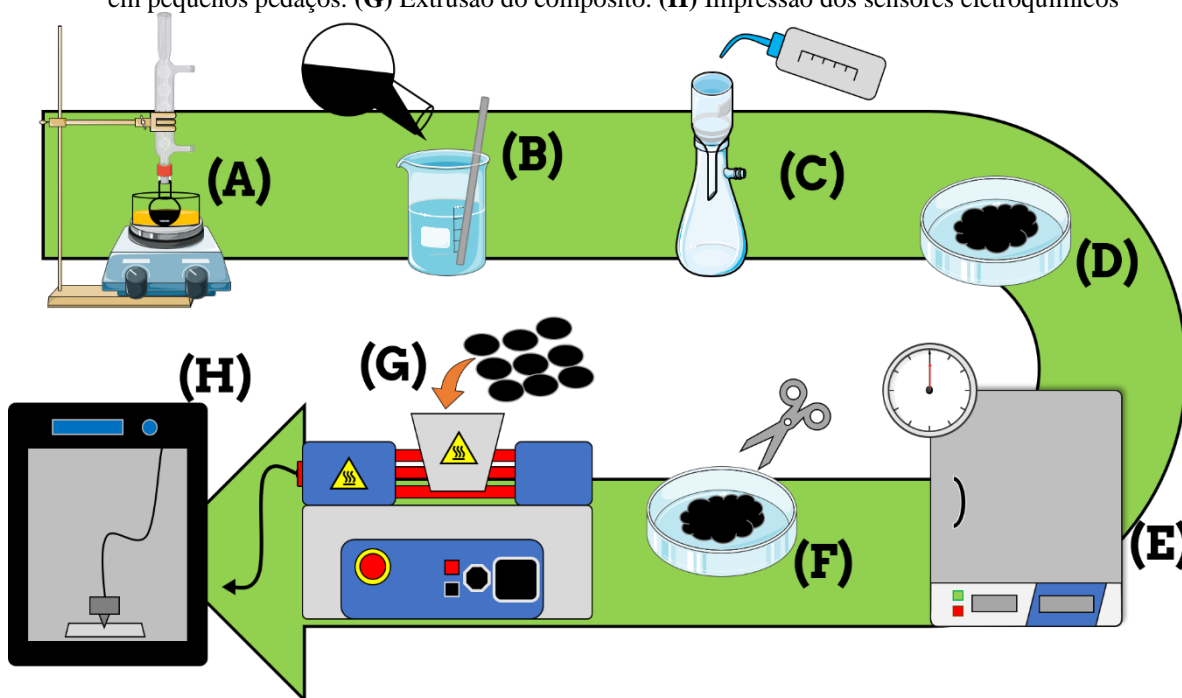 em pequenos pedaços. (G) Extrusão do compósito. (H) Impressão dos sensores eletroquímicos
(A)
(B)
(C)
(D)
(E)
(F)
(G)
(H)